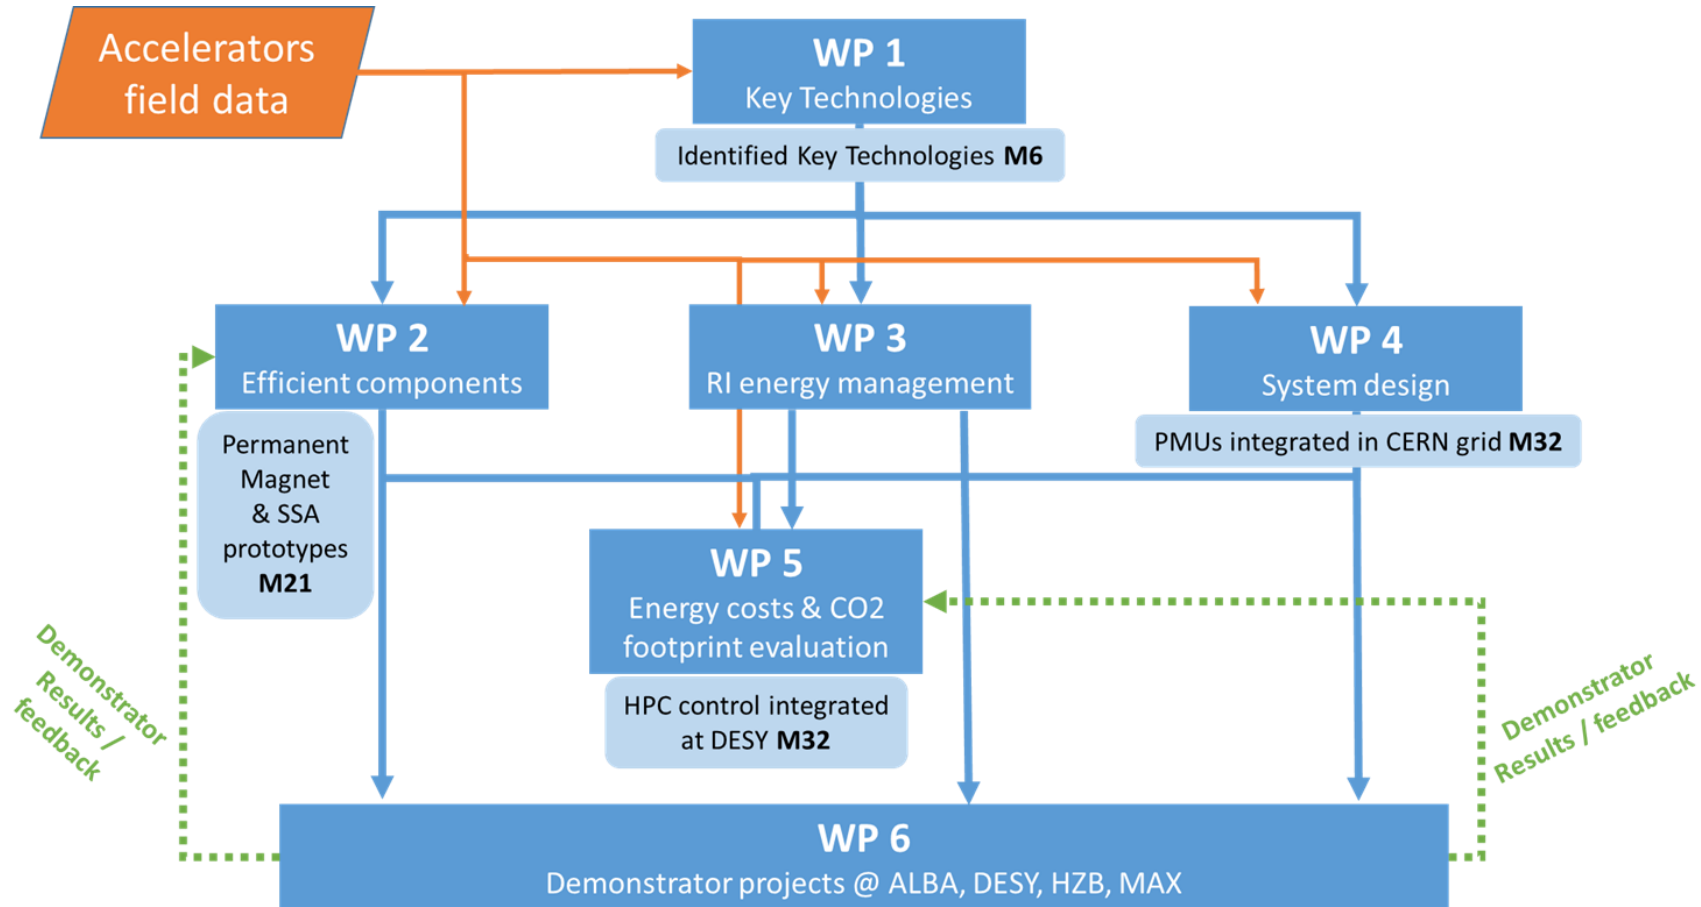 Accelerators
field data
WP 1
Key Technologies
Identified Key Technologies M6
WP 2
Efficient components
WP 3
RI energy management
WP 4
System design
Permanent
Magnet
& SSA
prototypes
M21
PMUs integrated in CERN grid M32
WP 5
Energy costs & CO2
footprint evaluation
HPC control integrated
at DESY M32
Demonstrator
Results /
feedback
Demonstrator
Results / feedback
WP 6
Demonstrator projects @ ALBA, DESY, HZB, MAX